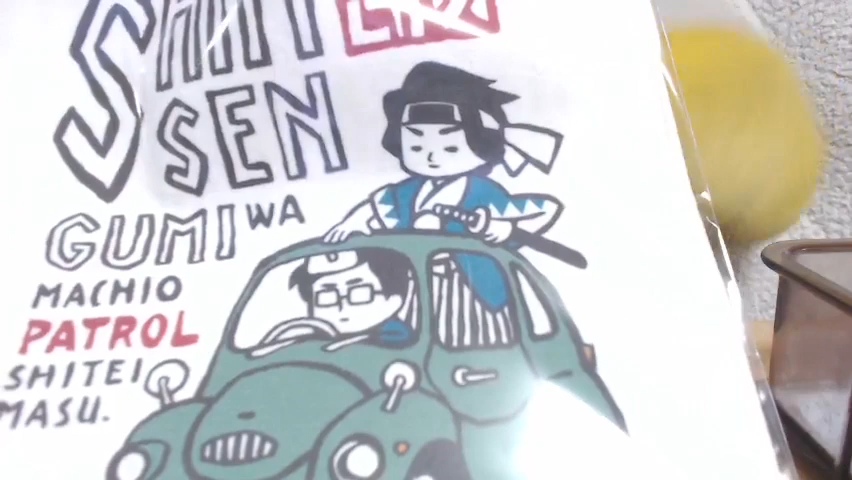 SEN
GUMI WA
MACHIO
PATROL
SHITEI
MASU.